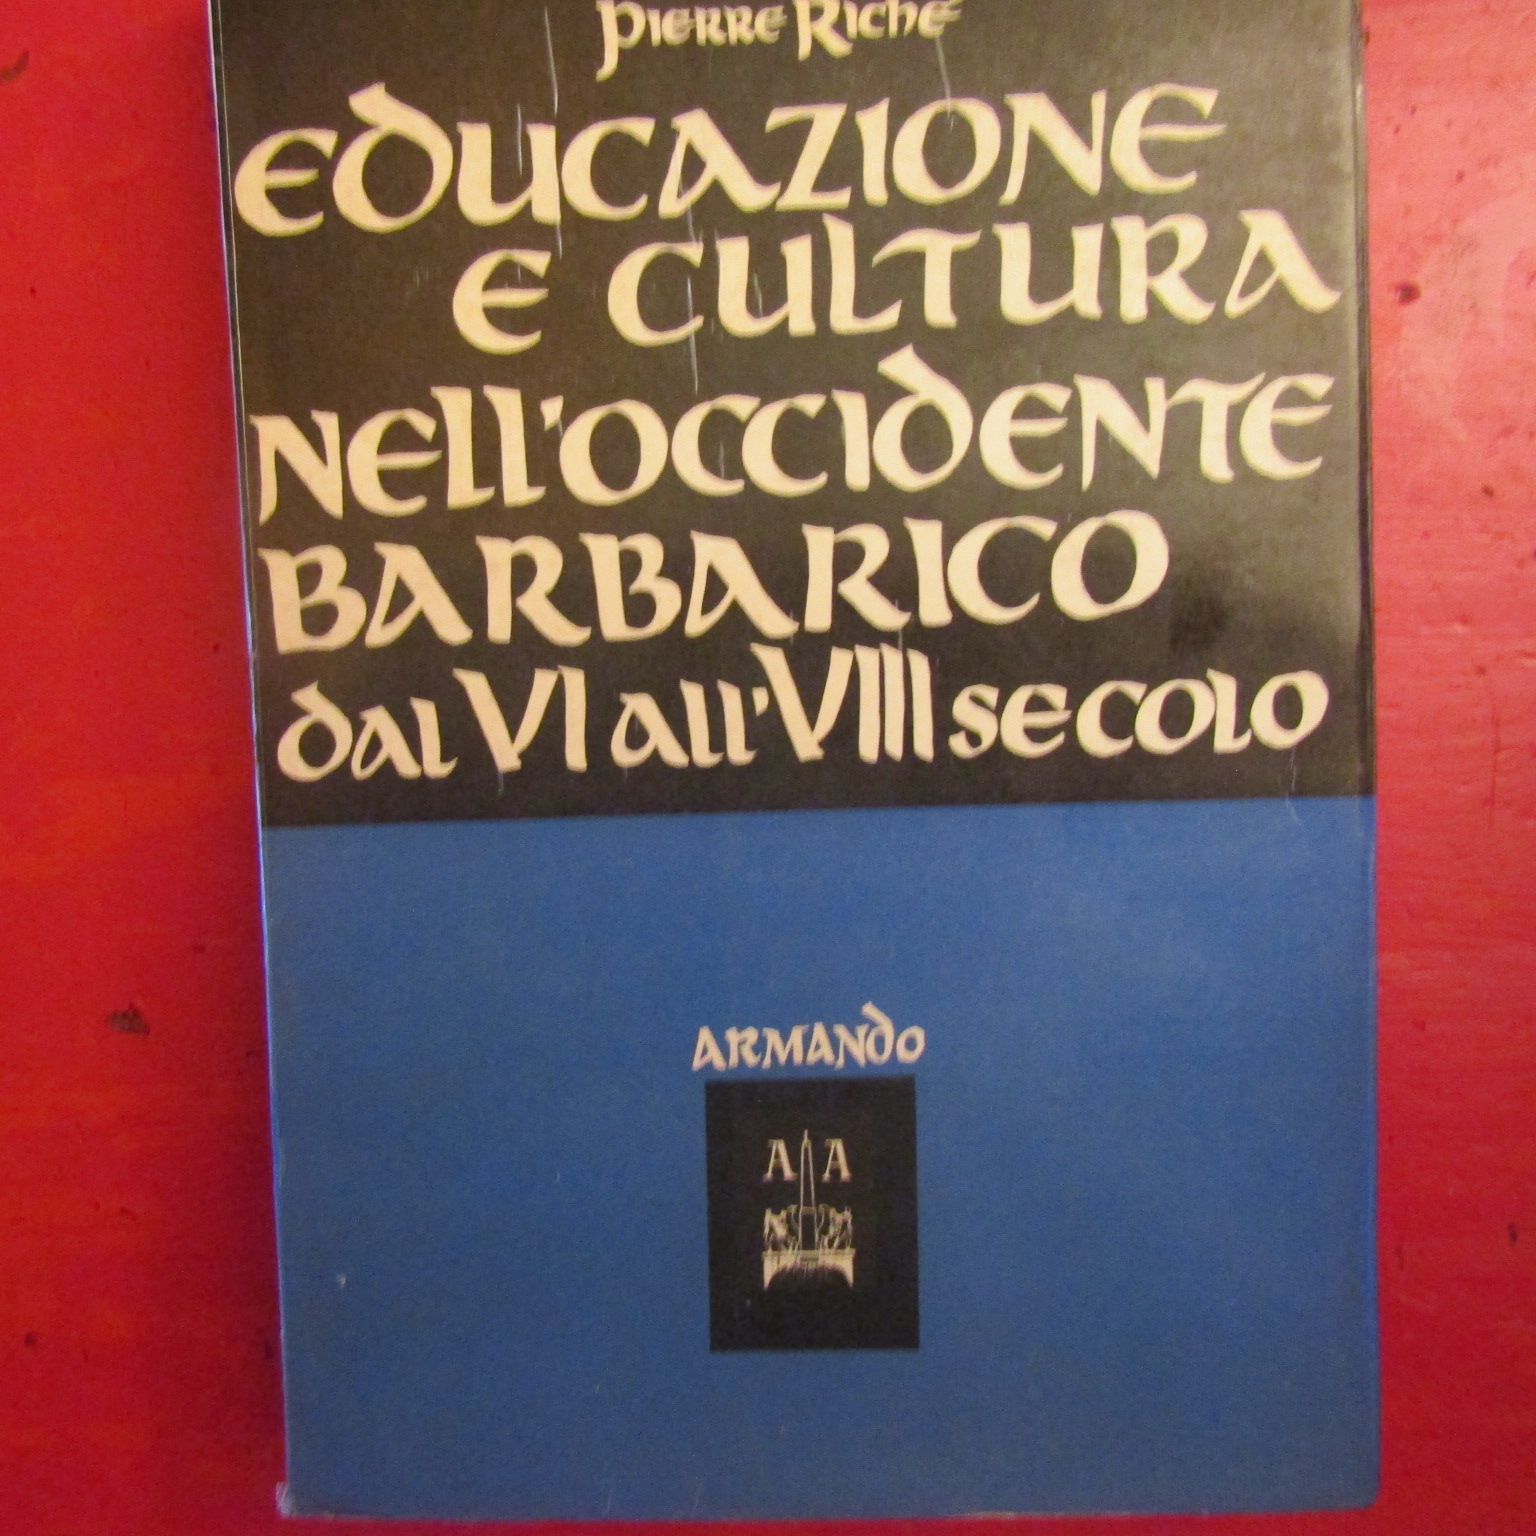 Pierre Riché
Educazione
e cultura
nell'occidente
barbarico
dal VI all'VIII secolo
Armando
A A